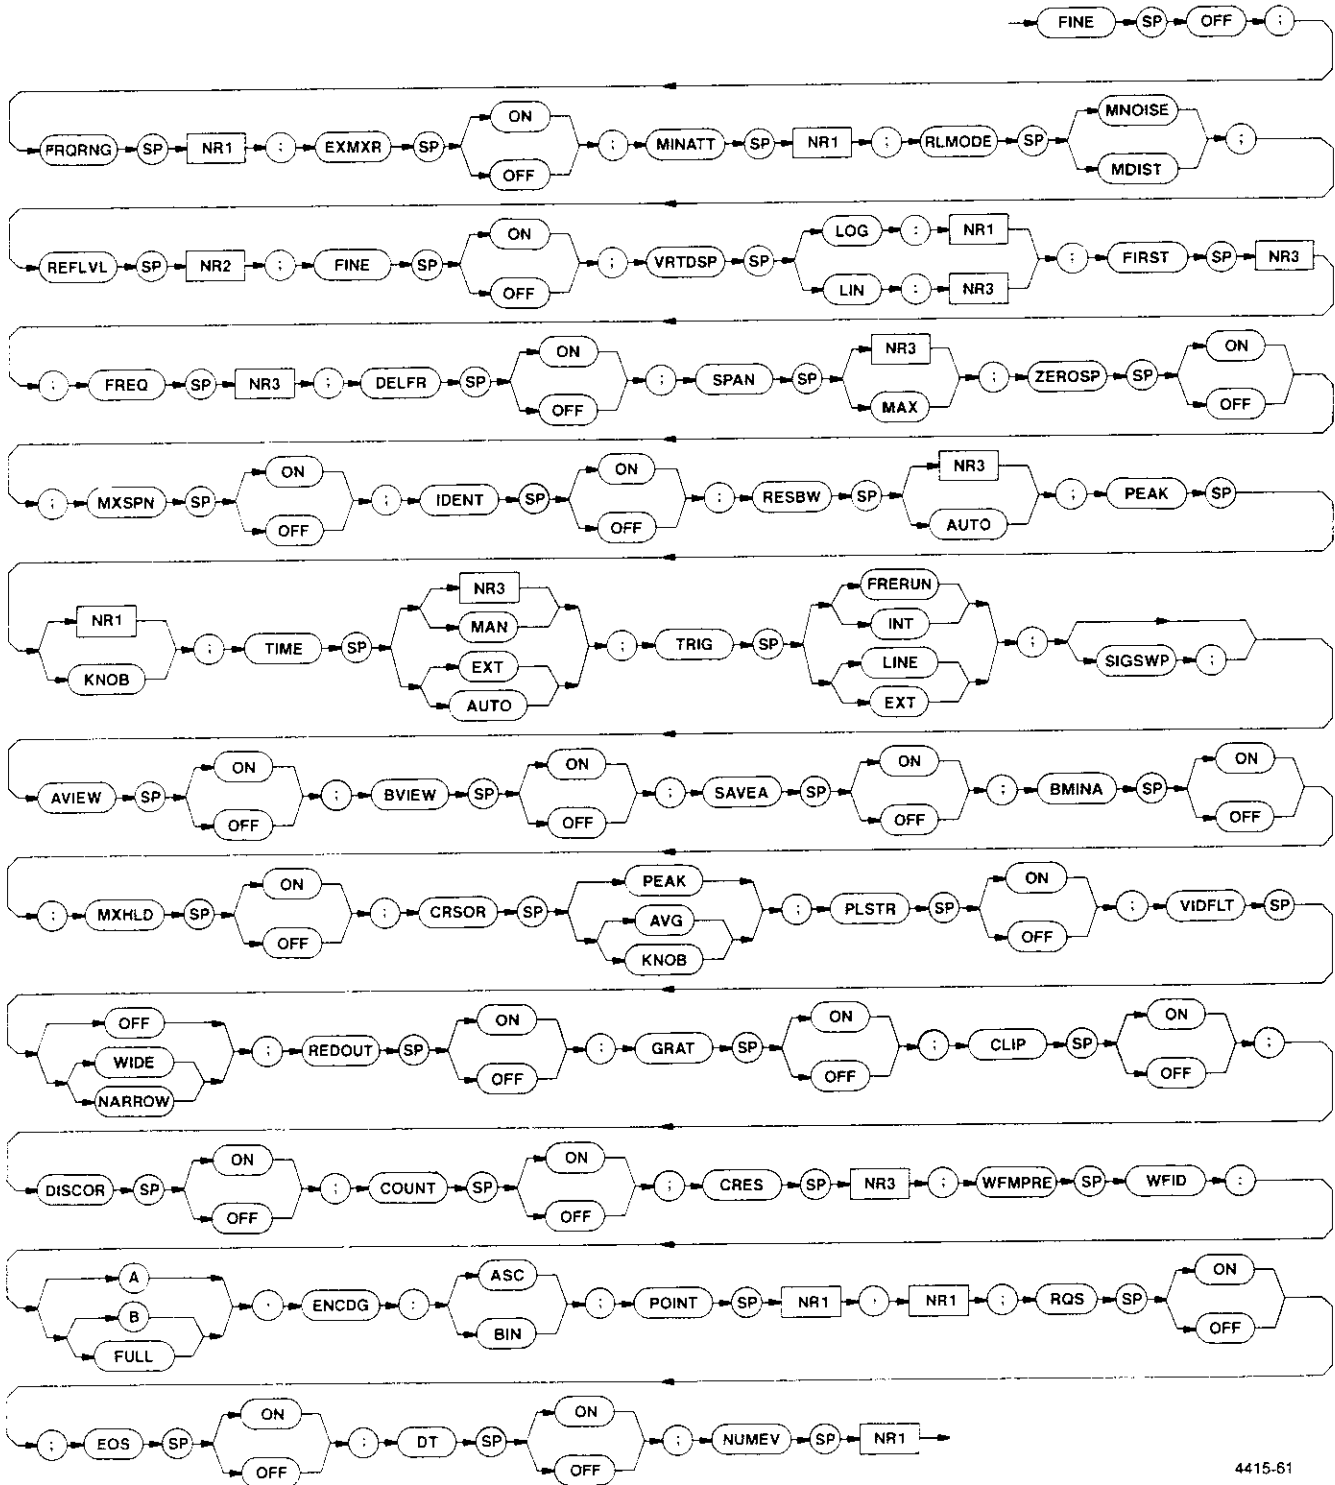 FINE SP OFF ;
FRQRNG SP NR1 ; EXMXR SP ON OFF ; MINATT SP NR1 ; RLMODE SP MNOISE MDIST ;
REFLVL SP NR2 ; FINE SP ON OFF ; VRTDSP SP LOG : NR1 LIN : NR3 ; FIRST SP NR3
; FREQ SP NR3 ; DELFR SP ON OFF ; SPAN SP NR3 MAX ; ZEROSP SP ON OFF
; MXSPN SP ON OFF ; IDENT SP ON OFF ; RESBW SP NR3 AUTO ; PEAK SP
NR1 KNOB ; TIME SP NR3 MAN EXT AUTO ; TRIG SP FRERUN INT LINE EXT ; SIGSWP ;
AVIEW SP ON OFF ; BVIEW SP ON OFF ; SAVEA SP ON OFF ; BMINA SP ON OFF
; MXHLD SP ON OFF ; CRSOR SP PEAK AVG KNOB ; PLSTR SP ON OFF ; VIDFLT SP
OFF WIDE NARROW ; REDOUT SP ON OFF ; GRAT SP ON OFF ; CLIP SP ON OFF ;
DISCOR SP ON OFF ; COUNT SP ON OFF ; CRES SP NR3 ; WFMPRE SP WFID :
A B FULL , ENCDG : ASC BIN ; POINT SP NR1 , NR1 ; RQS SP ON OFF
; EOS SP ON OFF ; DT SP ON OFF ; NUMEV SP NR1
4415-61